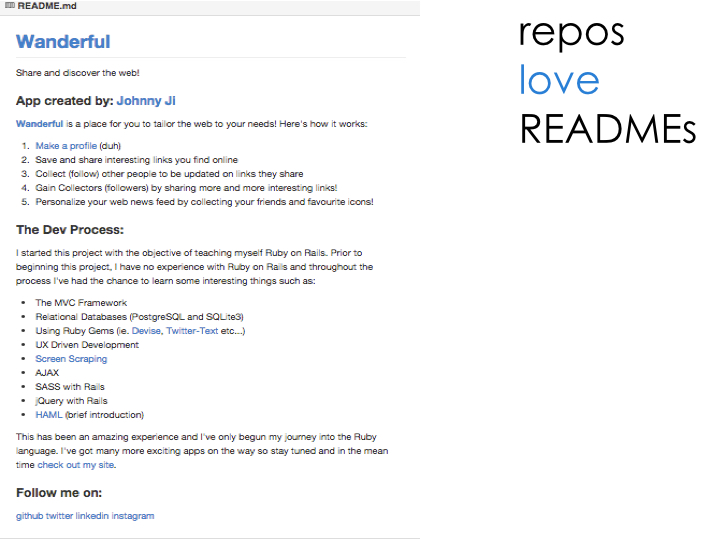 README.md
Wanderful
Share and discover the web!
App created by: Johnny Ji
Wanderful is a place for you to tailor the web to your needs! Here's how it works:
1. Make a profile (duh)
2. Save and share interesting links you find online
3. Collect (follow) other people to be updated on links they share
4. Gain Collectors (followers) by sharing more and more interesting links!
5. Personalize your web news feed by collecting your friends and favourite icons!
The Dev Process:
I started this project with the objective of teaching myself Ruby on Rails. Prior to
beginning this project, I have no experience with Ruby on Rails and throughout the
process I've had the chance to learn some interesting things such as:
• The MVC Framework
• Relational Databases (PostgreSQL and SQLite3)
• Using Ruby Gems (ie. Devise, Twitter-Text etc...)
• UX Driven Development
• Screen Scraping
• AJAX
• SASS with Rails
• jQuery with Rails
• HAML (brief introduction)
This has been an amazing experience and I've only begun my journey into the Ruby
language. I've got many more exciting apps on the way so stay tuned and in the mean
time check out my site.
Follow me on:
github twitter linkedin instagram
repos
love
READMEs